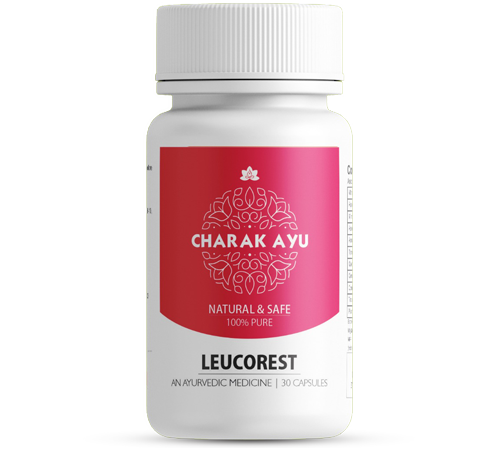 CHARAK AYU
NATURAL & SAFE
100% PURE
LEUCOREST
AN AYURVEDIC MEDICINE | 30 CAPSULES